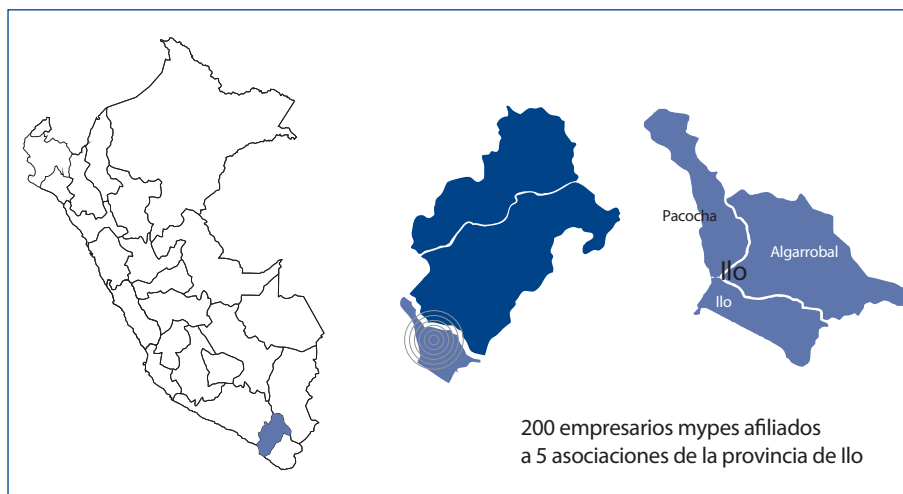 Pacocha
Algarrobal
Ilo
Ilo
200 empresarios mypes afiliados
a 5 asociaciones de la provincia de Ilo